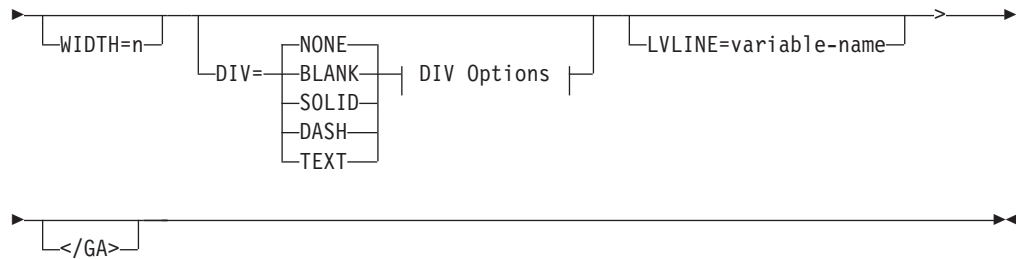 >
WIDTH=n
LVLINE=variable-name
NONE
DIV=
BLANK
DIV Options
SOLID
DASH
TEXT
</GA>